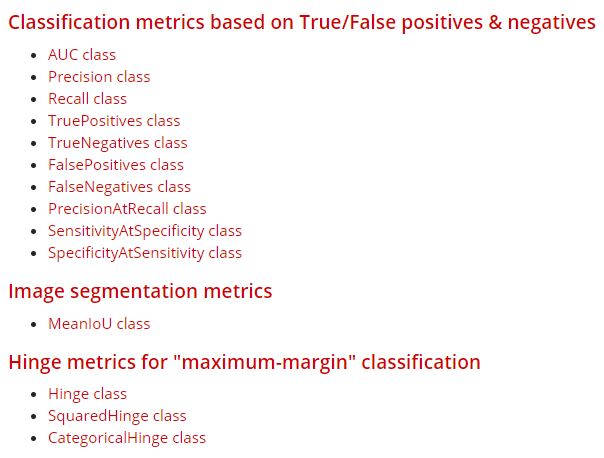 Classification metrics based on True/False positives & negatives
AUC class
Precision class
Recall class
TruePositives class
TrueNegatives class
FalsePositives class
FalseNegatives class
PrecisionAtRecall class
SensitivityAtSpecificity class
SpecificityAtSensitivity class
Image segmentation metrics
MeanIoU class
Hinge metrics for "maximum-margin" classification
Hinge class
SquaredHinge class
CategoricalHinge class